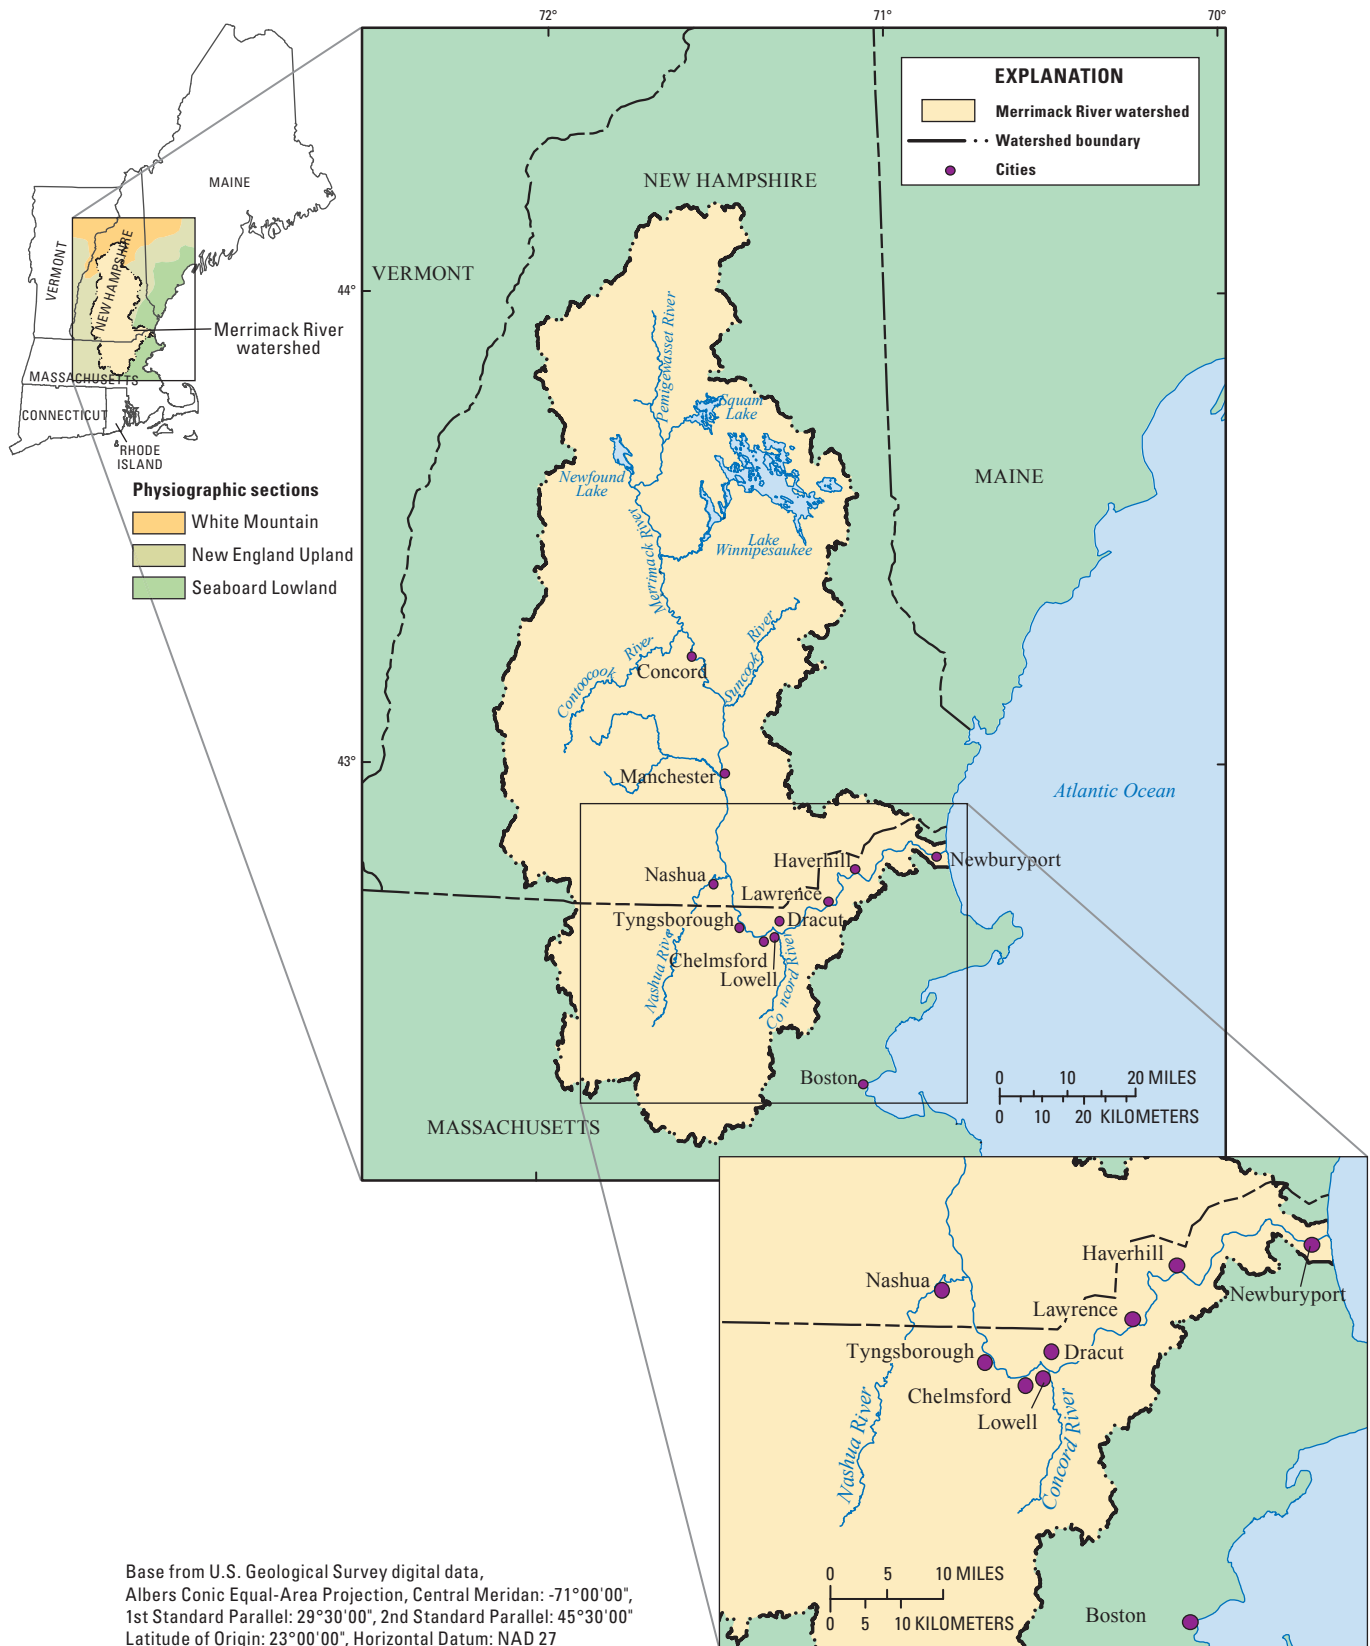 72°
71°
70°
44°
43°
EXPLANATION
Merrimack River watershed
Watershed boundary
Cities
MAINE
VERMONT
NEW HAMPSHIRE
Merrimack River
watershed
MASSACHUSETTS
CONNECTICUT
RHODE
ISLAND
Physiographic sections
White Mountain
New England Upland
Seaboard Lowland
NEW HAMPSHIRE
VERMONT
MAINE
Pemigewasset River
Squam
Lake
Newfound
Lake
Lake
Winnipesaukee
Merrimack River
Contoocook River
Suncook River
Concord
Manchester
Atlantic Ocean
Nashua
Haverhill
Newburyport
Lawrence
Tyngsborough
Dracut
Chelmsford
Lowell
Nashua River
Co ncord River
Boston
MASSACHUSETTS
0 10 20 MILES
0 10 20 KILOMETERS
Haverhill
Nashua
Newburyport
Lawrence
Tyngsborough
Dracut
Chelmsford
Lowell
Nashua River
Concord River
0 5 10 MILES
0 5 10 KILOMETERS
Boston
Base from U.S. Geological Survey digital data,
Albers Conic Equal-Area Projection, Central Meridan: -71°00'00",
1st Standard Parallel: 29°30'00", 2nd Standard Parallel: 45°30'00"
Latitude of Origin: 23°00'00", Horizontal Datum: NAD 27